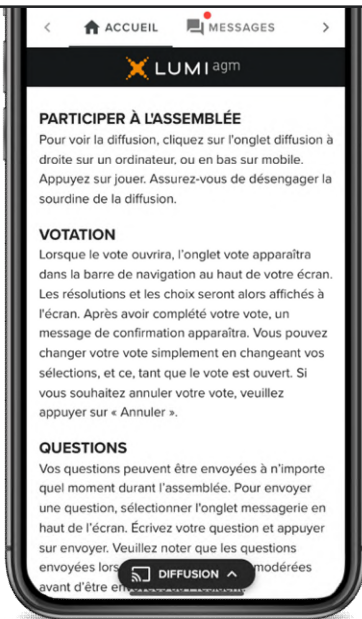 ACCUEIL MESSAGES
LUMI agm
PARTICIPER À L'ASSEMBLÉE
Pour voir la diffusion, cliquez sur l'onglet diffusion à
droite sur un ordinateur, ou en bas sur mobile.
Appuyez sur jouer. Assurez-vous de désengager la
sourdine de la diffusion.
VOTATION
Lorsque le vote ouvrira, l'onglet vote apparaîtra
dans la barre de navigation au haut de votre écran.
Les résolutions et les choix seront alors affichés à
l'écran. Après avoir complété votre vote, un
message de confirmation apparaîtra. Vous pouvez
changer votre vote simplement en changeant vos
sélections, et ce, tant que le vote est ouvert. Si
vous souhaitez annuler votre vote, veuillez
appuyer sur « Annuler ».
QUESTIONS
Vos questions peuvent être envoyées à n'importe
quel moment durant l'assemblée. Pour envoyer
une question, sélectionner l'onglet messagerie en
haut de l'écran. Écrivez votre question et appuyer
sur envoyer. Veuillez noter que les questions
envoyées lors modérées
DIFFUSION
avant d'être